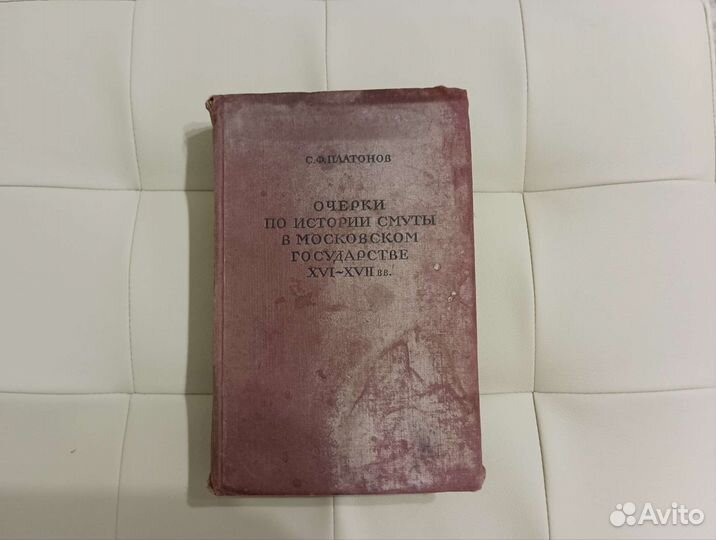 С.Ф.ПЛАТОНОВ
ОЧЕРКИ
ПО ИСТОРИИ СМУТЫ
В МОСКОВСКОМ
ГОСУДАРСТВЕ
XVI~XVII вв.
Avito